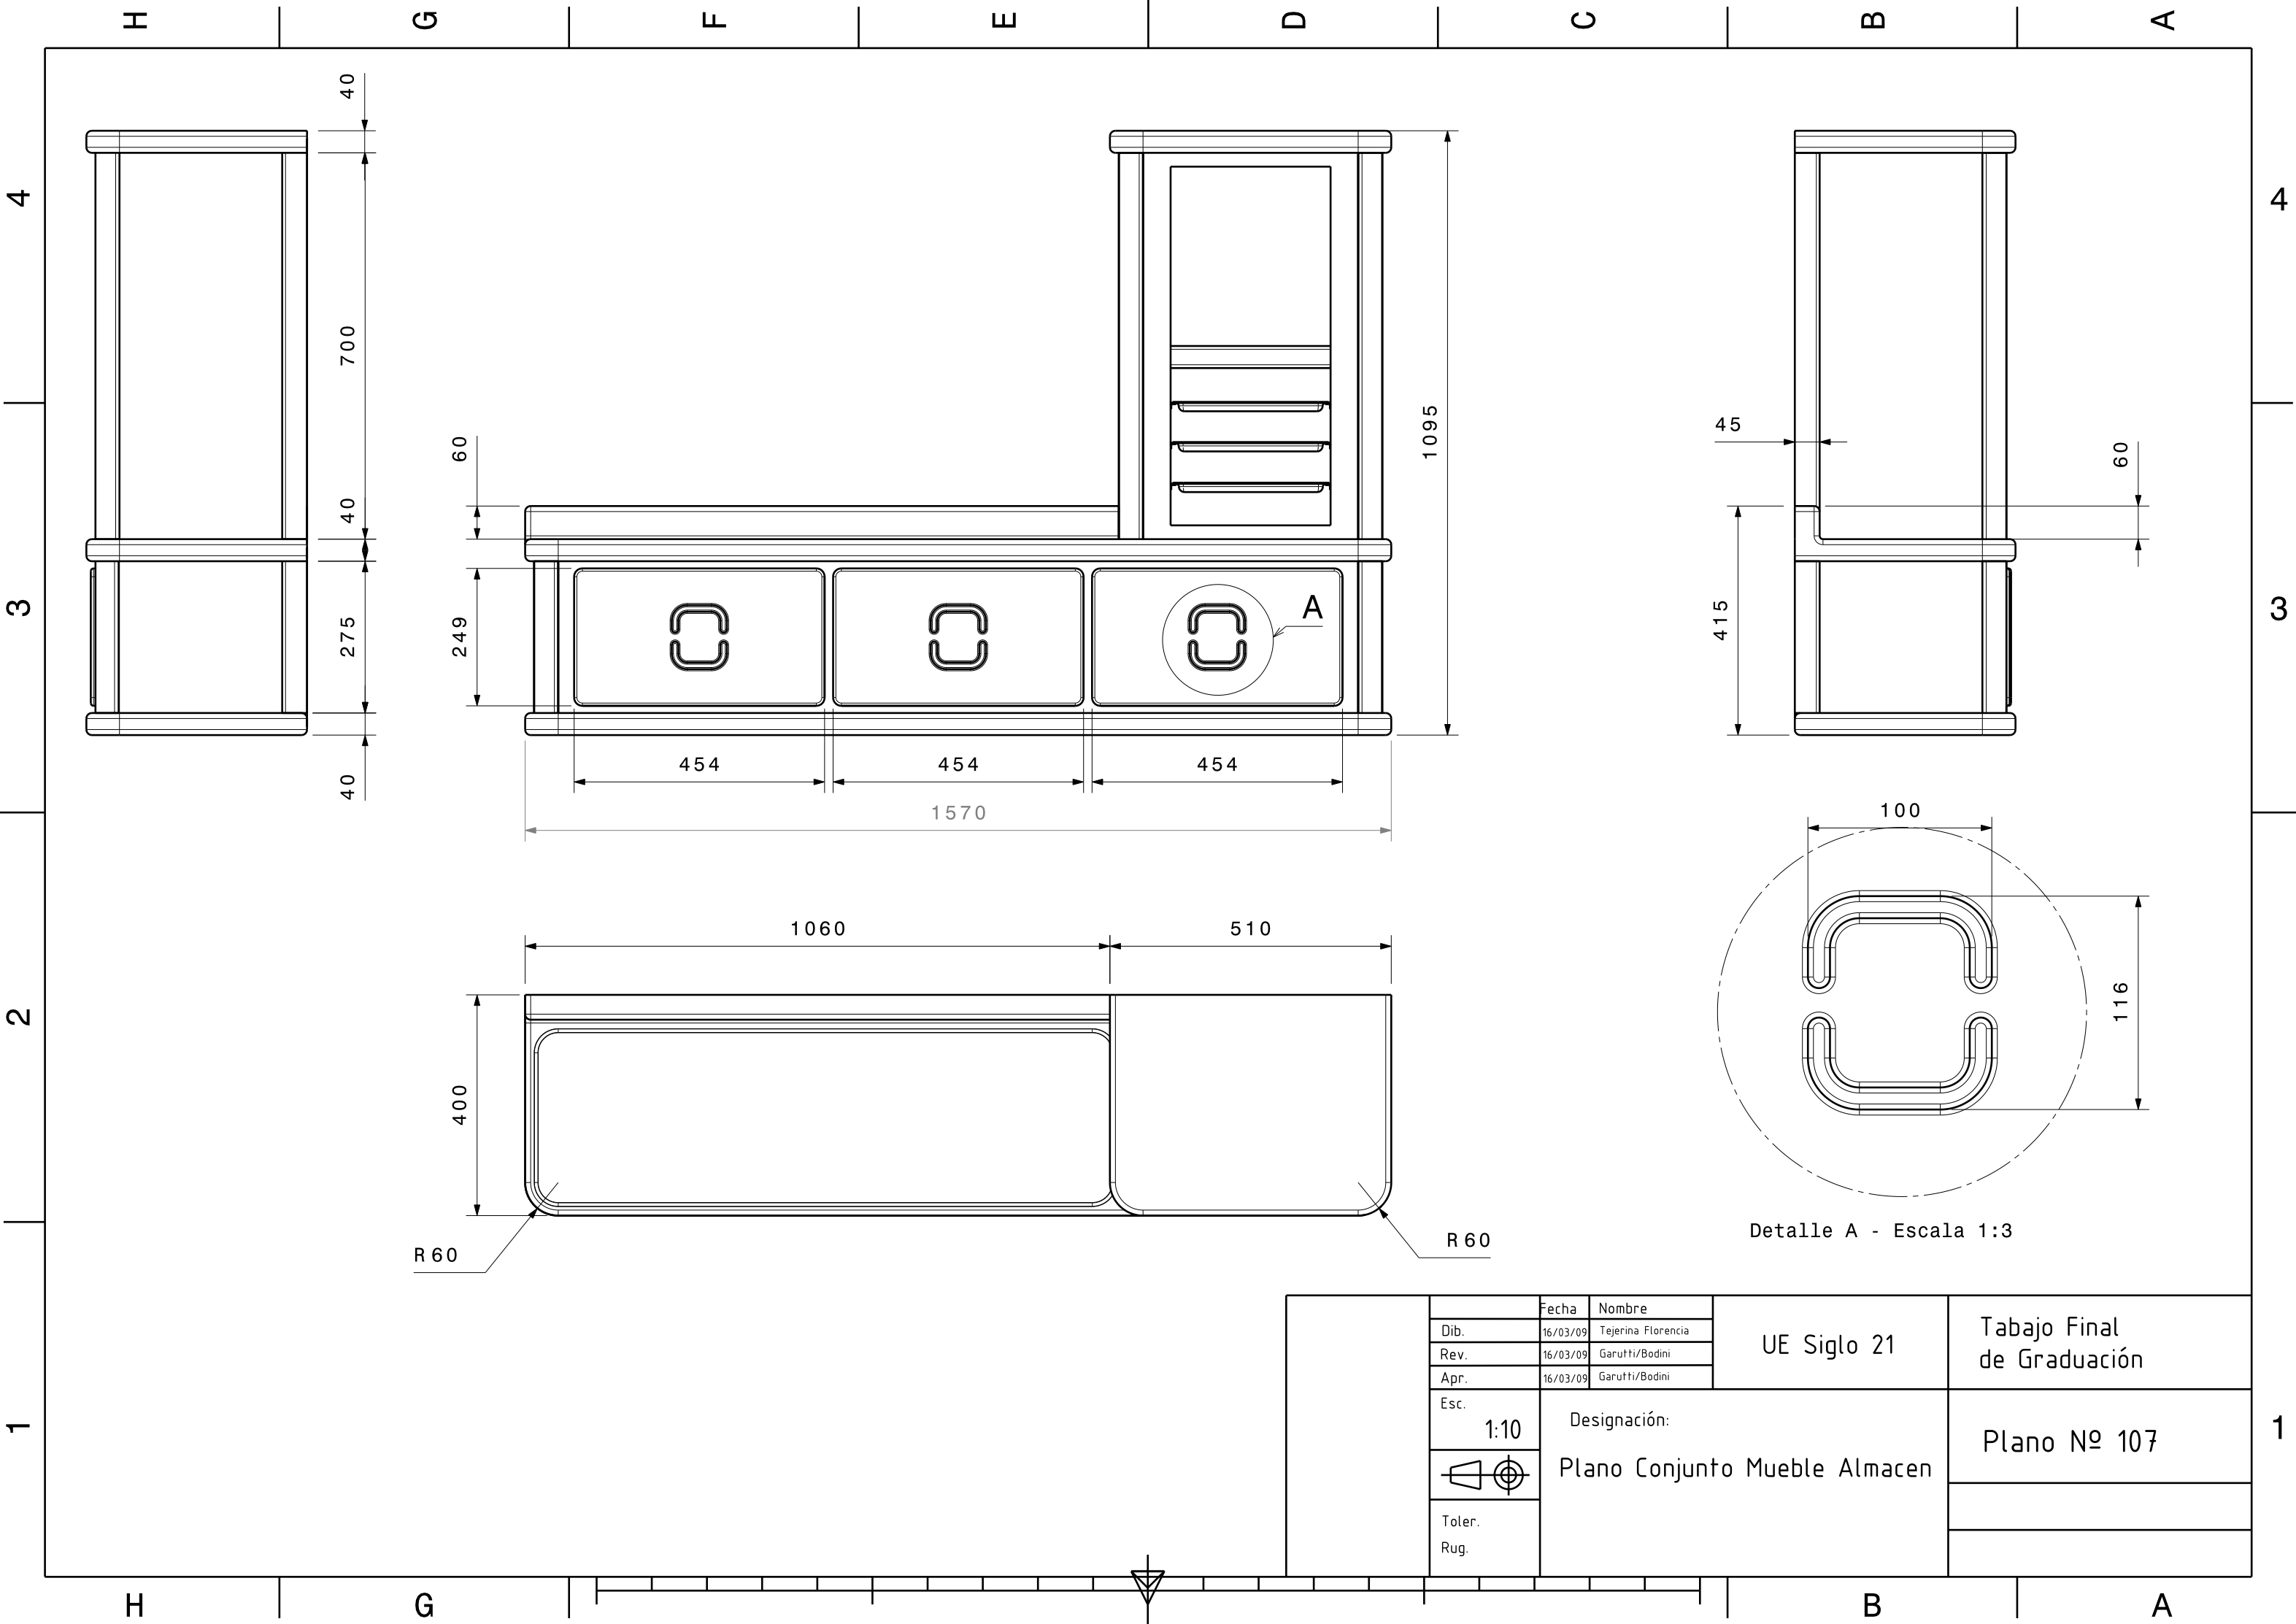 H G F E D C B A
4
4
3
3
2
1
1
40
700
40
275
40
60
249
454
454
454
1570
A
1095
45
60
415
1060
510
400
R60
R60
100
116
Detalle A - Escala 1:3
Fecha Nombre
Dib. 16/03/09 Tejerina Florencia
Rev. 16/03/09 Garutti/Bodini
Apr. 16/03/09 Garutti/Bodini
UE Siglo 21
Tabajo Final
de Graduación
Esc.
1:10
Designación:
Plano Conjunto Mueble Almacen
Plano Nº 107
Toler.
Rug.
H G B A